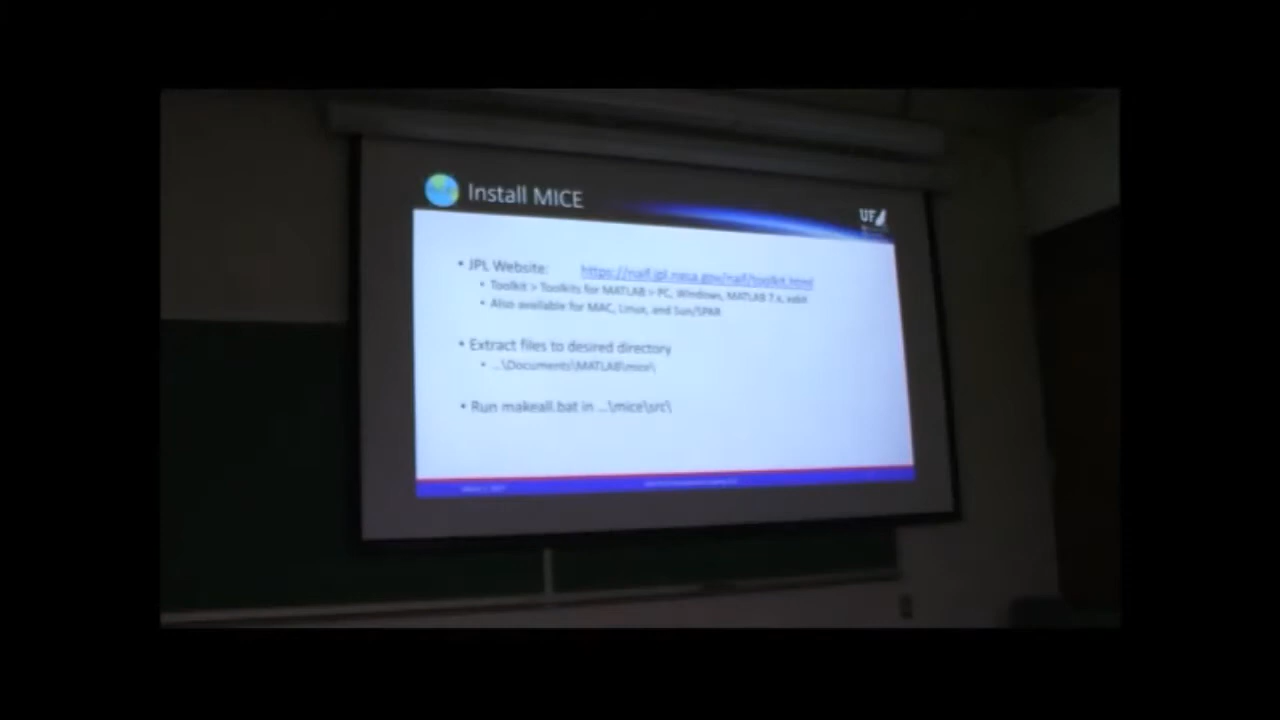 Install MICE
UF
• JPL Website: https://naif.jpl.nasa.gov/naif/toolkit.html
• Toolkit > Toolkits for MATLAB > PC, Windows, MATLAB 7.x,
• Also available for MAC, Linux, and Sun/SPAR
• Extract files to desired directory
• ...\Documents\MATLAB\mice\
• Run makeall.bat in ...\mice\src\